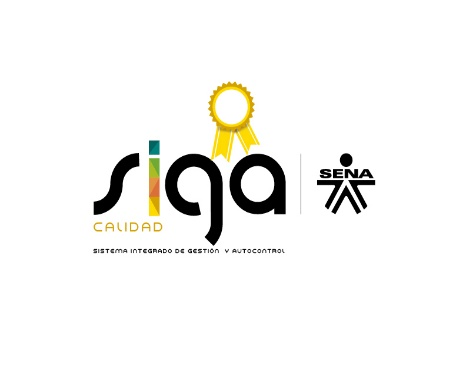 siga
SENA
CALIDAD
SISTEMA INTEGRADO DE GESTIÓN Y AUTOCONTROL